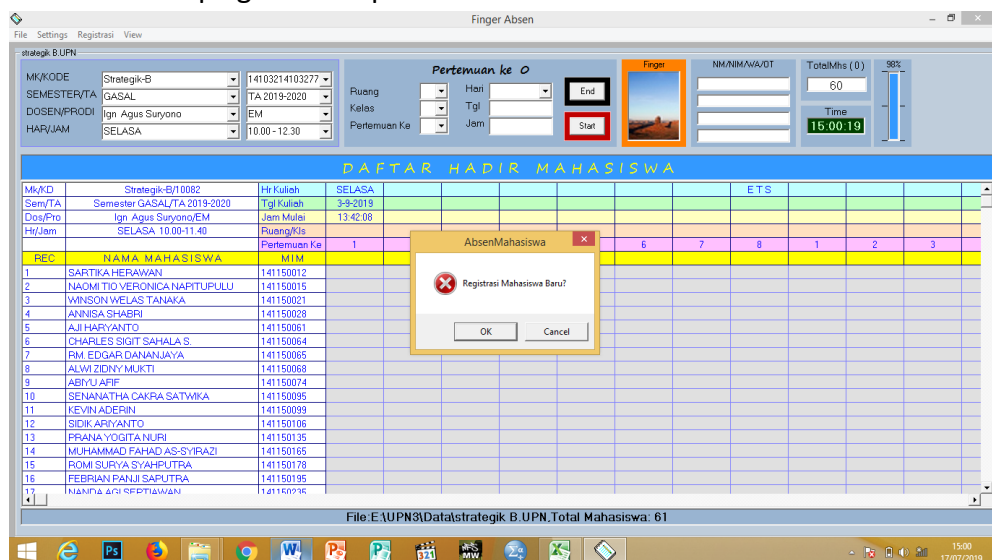 Finger Absen
File Settings Registrasi View
strategik B.UPN
MK/KODE Strategik-B 14103214103277
SEMESTER/TA GASAL TA 2019-2020
DOSEN/PRODI Ign Agus Suryono EM
HAR/JAM SELASA 10.00 - 12.30
Pertemuan ke 0
Ruang Hari End
Kelas Tgl
Pertemuan Ke Jam Start
Finger
NM/NIM/WA/OT
TotalMhs ( 0 )
60
Time
15:00:19
98%
DAFTAR HADIR MAHASISWA
Mk/KD Strategik-B/10082 Hr Kuliah SELASA ETS
Sem/TA Semester GASAL/TA 2019-2020 Tgl Kuliah 3-9-2019
Dos/Pro Ign Agus Suryono/EM Jam Mulai 13:42:08
Hr/Jam SELASA 10.00-11.40 Ruang/Kls
Pertemuan Ke 1 6 7 8 1 2 3
REC NAMA MAHASISWA MIM
1 SARTIKA HERAWAN 141150012
2 NAOMI TIO VERONICA NAPITUPULU 141150015
3 WINSON WELAS TANAKA 141150021
4 ANNISA SHABRI 141150028
5 AJI HARYANTO 141150061
6 CHARLES SIGIT SAHALA S. 141150064
7 RM. EDGAR DANANJAYA 141150065
8 ALWI ZIDNY MUKTI 141150068
9 ABIYU AFIF 141150074
10 SENANATHA CAKRA SATWIKA 141150095
11 KEVIN ADERIN 141150099
12 SIDIK ARIYANTO 141150106
13 PRANA YOGITA NURI 141150135
14 MUHAMMAD FAHAD AS-SYIRAZI 141150165
15 ROMI SURYA SYAHPUTRA 141150178
16 FEBRIAN PANJI SAPUTRA 141150195
17 NANDA AGI SEPTIAWAN 141150235
AbsenMahasiswa
Registrasi Mahasiswa Baru?
OK Cancel
File:E:\UPN3\Data\strategik B.UPN,Total Mahasiswa: 61
15:00
17/07/2019